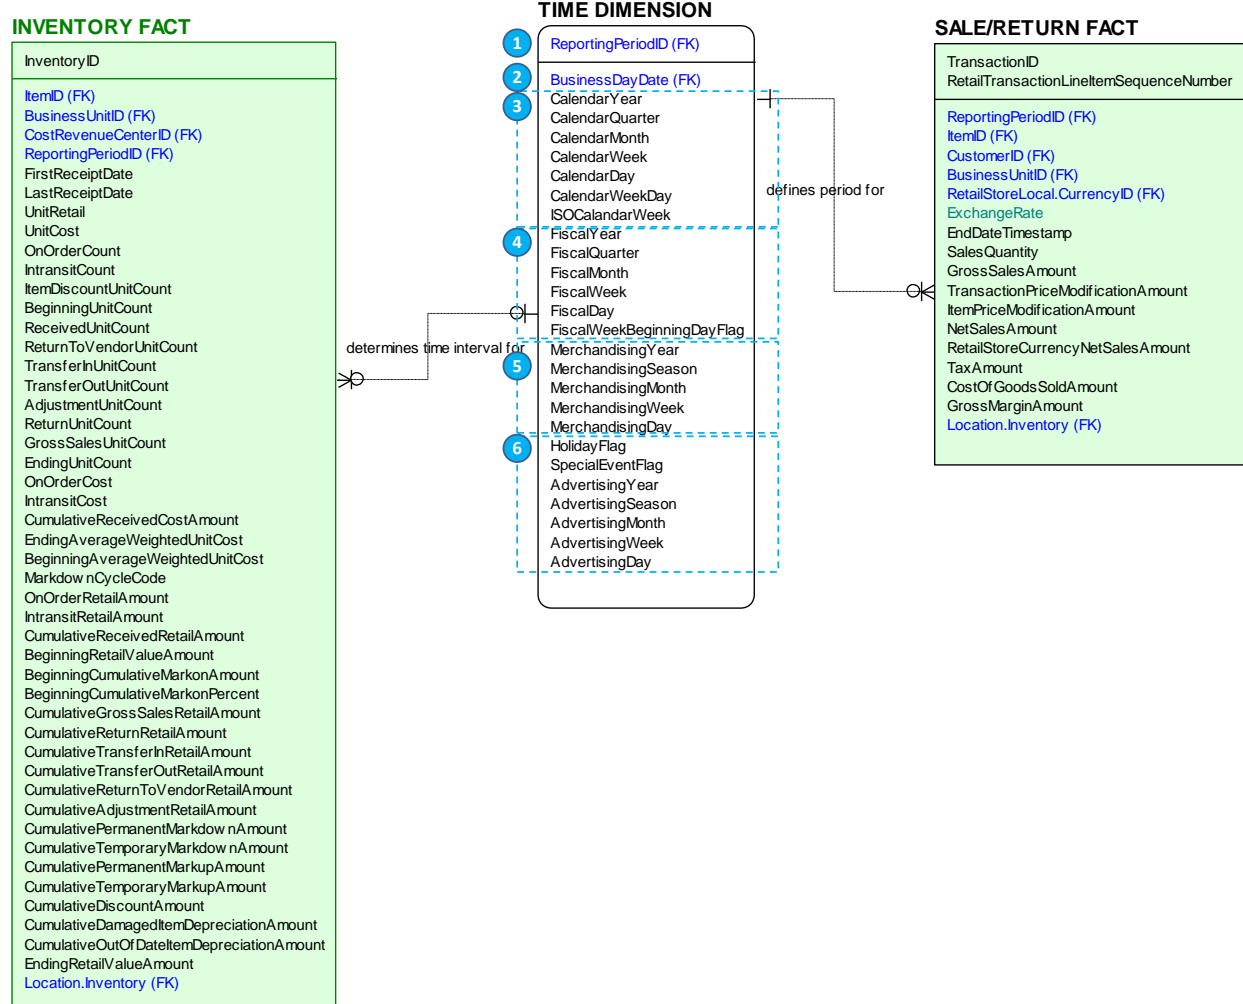 INVENTORY FACT
InventoryID
ItemID (FK)
BusinessUnitID (FK)
CostRevenueCenterID (FK)
ReportingPeriodID (FK)
FirstReceiptDate
LastReceiptDate
UnitRetail
UnitCost
OnOrderCount
IntransitCount
ItemDiscountUnitCount
BeginningUnitCount
ReceivedUnitCount
ReturnToVendorUnitCount
TransferInUnitCount
TransferOutUnitCount
AdjustmentUnitCount
ReturnUnitCount
GrossSalesUnitCount
EndingUnitCount
OnOrderCost
IntransitCost
CumulativeReceivedCostAmount
EndingAverageWeightedUnitCost
BeginningAverageWeightedUnitCost
MarkdownCycleCode
OnOrderRetailAmount
IntransitRetailAmount
CumulativeReceivedRetailAmount
BeginningRetailValueAmount
BeginningCumulativeMarkonAmount
BeginningCumulativeMarkonPercent
CumulativeGrossSalesRetailAmount
CumulativeReturnRetailAmount
CumulativeTransferInRetailAmount
CumulativeTransferOutRetailAmount
CumulativeReturnToVendorRetailAmount
CumulativeAdjustmentRetailAmount
CumulativePermanentMarkdownAmount
CumulativeTemporaryMarkdownAmount
CumulativePermanentMarkupAmount
CumulativeTemporaryMarkupAmount
CumulativeDiscountAmount
CumulativeDamagedItemDepreciationAmount
CumulativeOutOfDateItemDepreciationAmount
EndingRetailValueAmount
Location.Inventory (FK)
determines time interval for
TIME DIMENSION
1 ReportingPeriodID (FK)
2 BusinessDayDate (FK)
3 CalendarYear
CalendarQuarter
CalendarMonth
CalendarWeek
CalendarDay
CalendarWeekDay
ISOCalandarWeek
4 FiscalYear
FiscalQuarter
FiscalMonth
FiscalWeek
FiscalDay
FiscalWeekBeginningDayFlag
5 MerchandisingYear
MerchandisingSeason
MerchandisingMonth
MerchandisingWeek
MerchandisingDay
6 HolidayFlag
SpecialEventFlag
AdvertisingYear
AdvertisingSeason
AdvertisingMonth
AdvertisingWeek
AdvertisingDay
defines period for
SALE/RETURN FACT
TransactionID
RetailTransactionLineItemSequenceNumber
ReportingPeriodID (FK)
ItemID (FK)
CustomerID (FK)
BusinessUnitID (FK)
RetailStoreLocal.CurrencyID (FK)
ExchangeRate
EndDateTimestamp
SalesQuantity
GrossSalesAmount
TransactionPriceModificationAmount
ItemPriceModificationAmount
NetSalesAmount
RetailStoreCurrencyNetSalesAmount
TaxAmount
CostOfGoodsSoldAmount
GrossMarginAmount
Location.Inventory (FK)